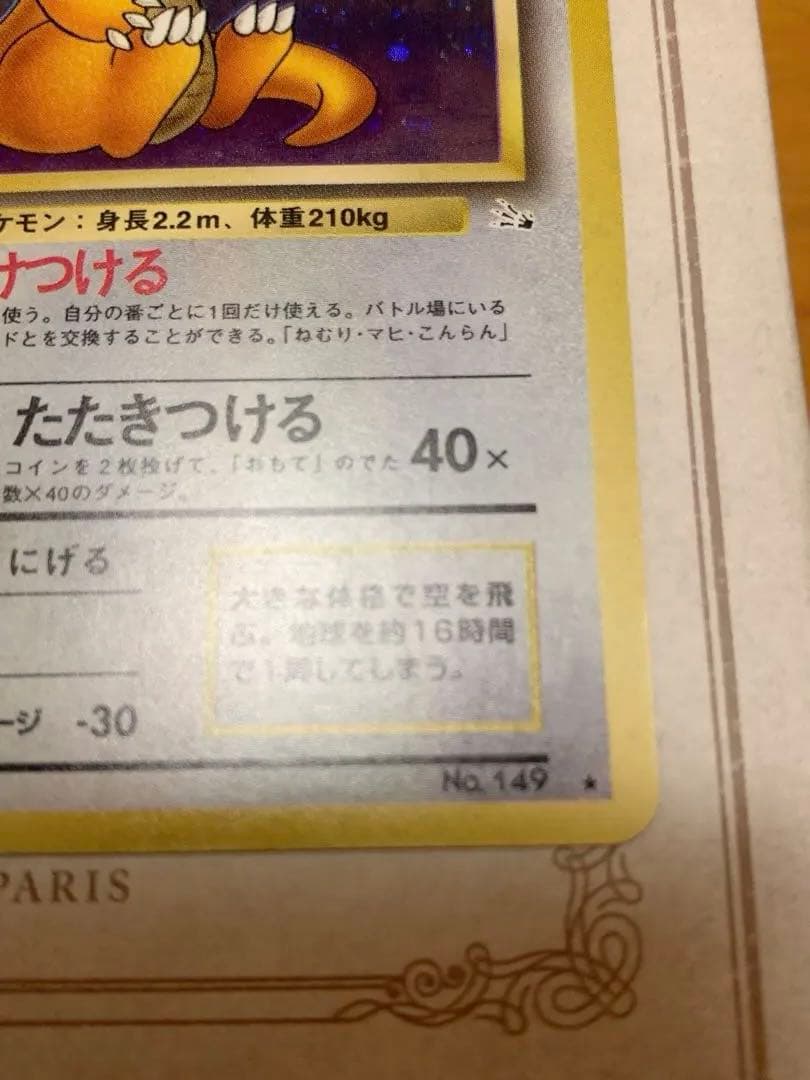 ケモン：身長2.2m、体重210kg
けつける
使う。自分の番ごとに1回だけ使える。バトル場にいる
ドとを交換することができる。「ねむり・マヒ・こんらん」
たたきつける
40×
コインを2枚投げて、「おもて」のでた
数×40のダメージ。
にげる
大きな体格で空を飛
ぶ。地球を約16時間
で1周してしまう。
ージ -30
No. 149 ★
PARIS